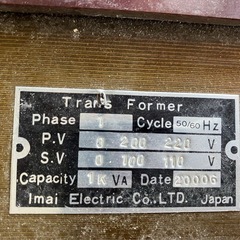 Trans Former
Phase 1 Cycle 50/60 Hz
P.V 0 200 220 V
S.V 0 100 110 V
Capacity 1K VA Date 20006
Imai Electric Co.LTD. Japan